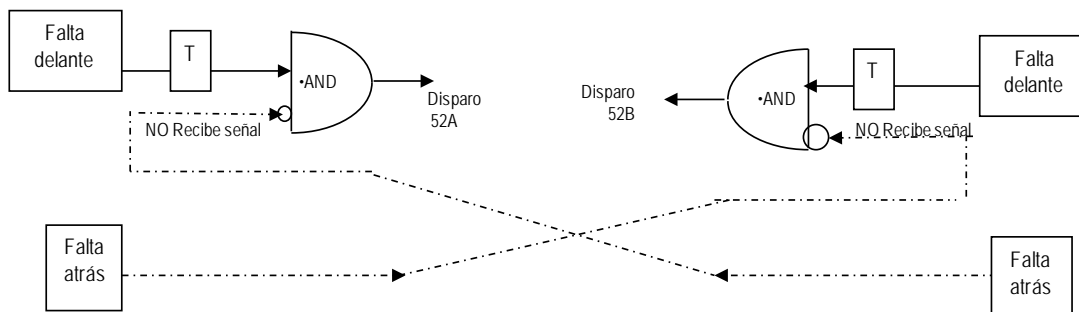 Falta
delante
T
•AND
Disparo
52A
NO Recibe señal
Disparo
52B
•AND
T
Falta
delante
NO Recibe señal
Falta
atrás
Falta
atrás